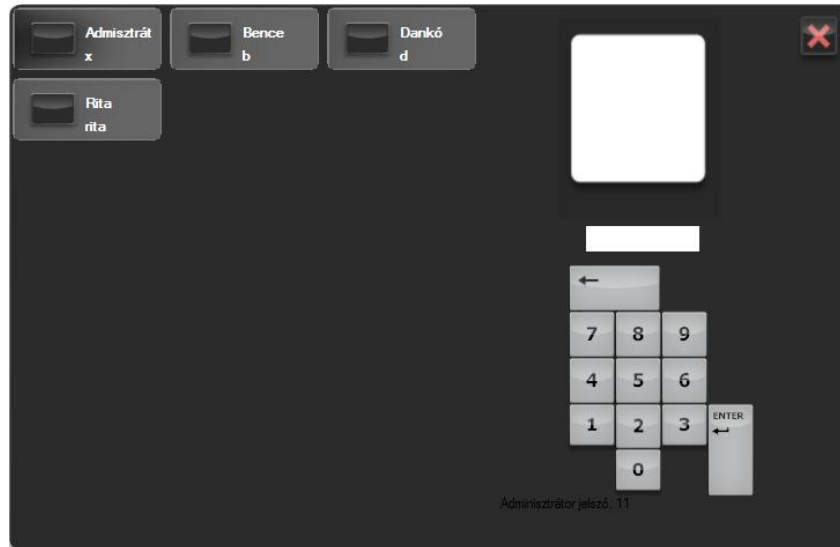 Admisztrát
x
Bence
b
Dankó
d
Rita
rita
←
7 8 9
4 5 6
1 2 3
ENTER
0
Adminisztrátor jelszó: 11